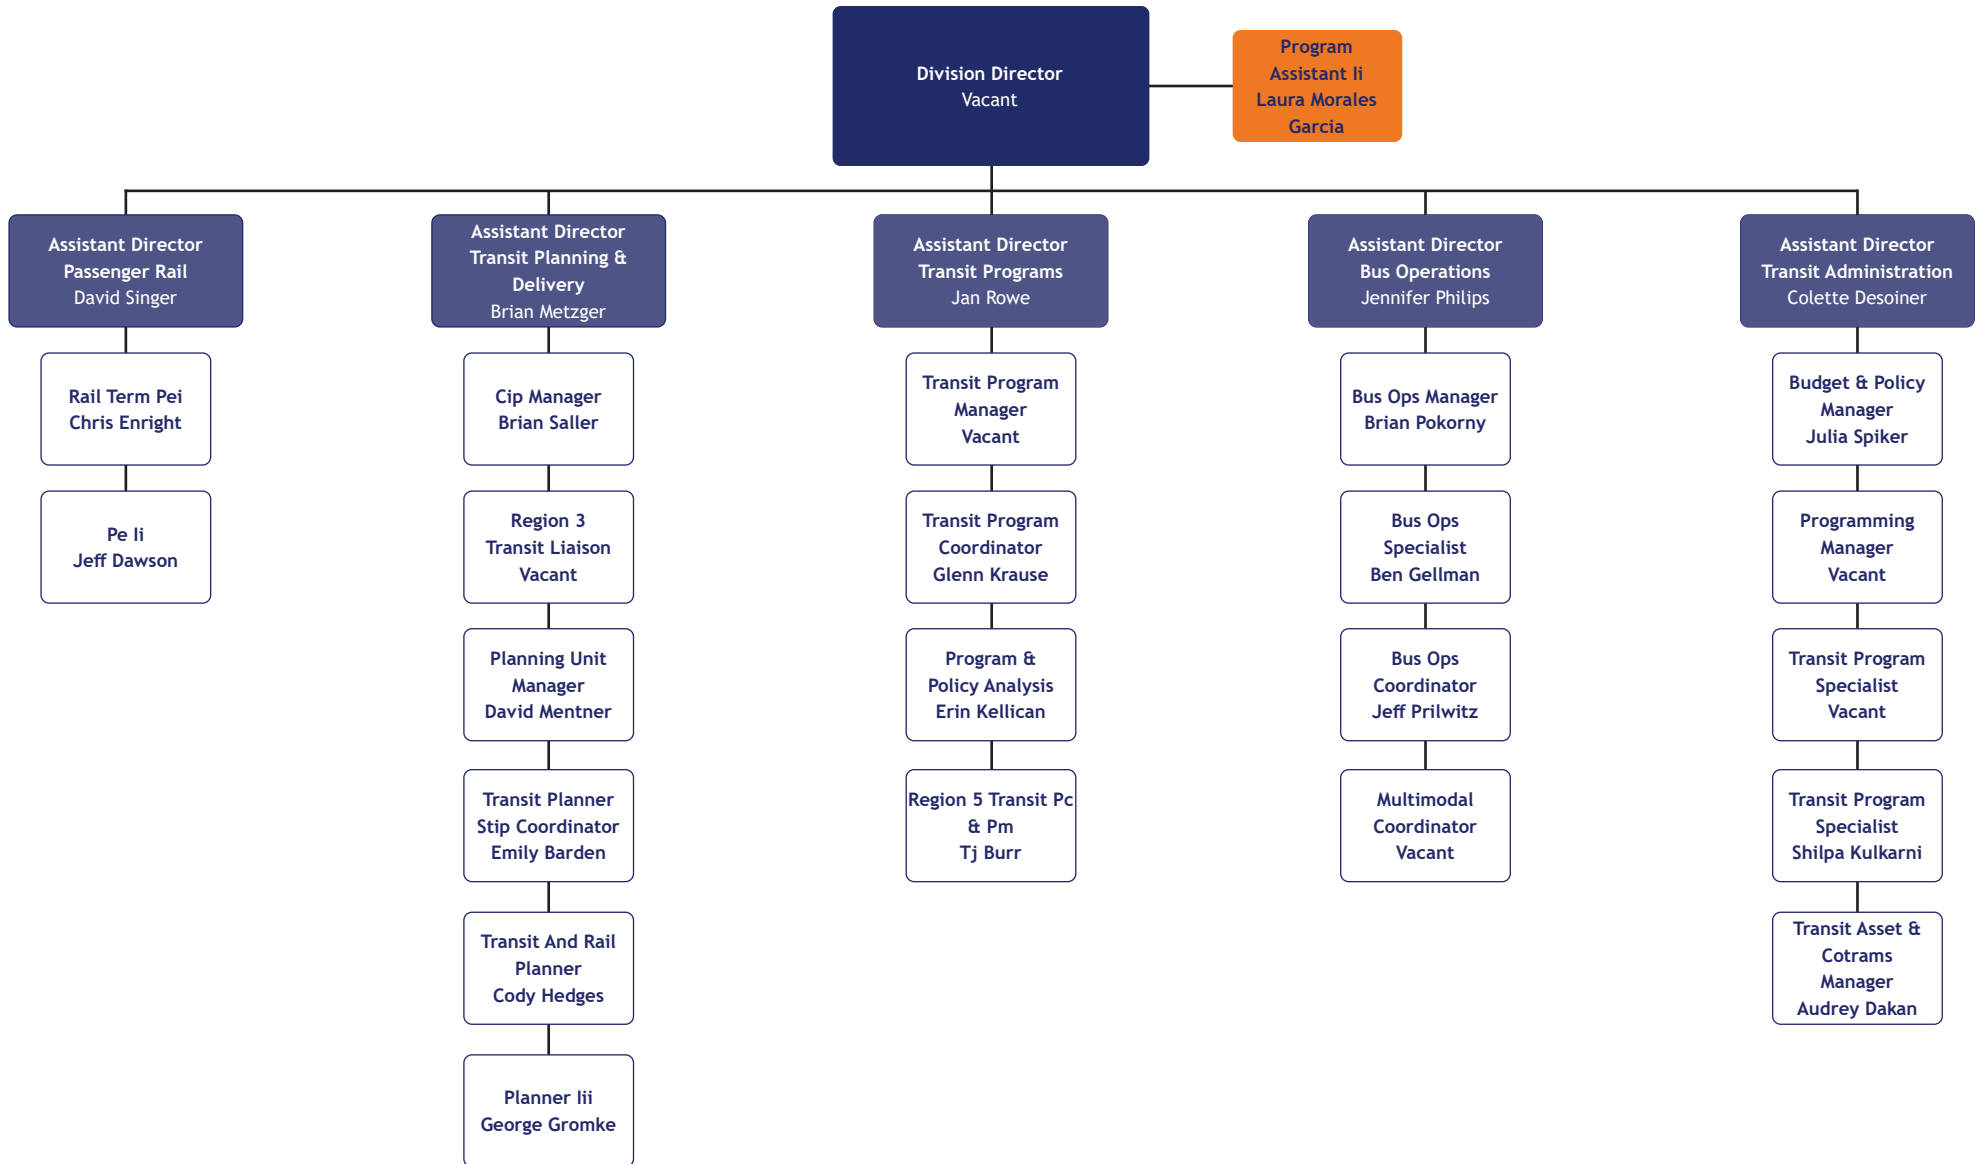 Division Director
Vacant
Program
Assistant Ii
Laura Morales
Garcia
Assistant Director
Passenger Rail
David Singer
Assistant Director
Transit Planning &
Delivery
Brian Metzger
Assistant Director
Transit Programs
Jan Rowe
Assistant Director
Bus Operations
Jennifer Philips
Assistant Director
Transit Administration
Colette Desoiner
Rail Term Pei
Chris Enright
Cip Manager
Brian Saller
Transit Program
Manager
Vacant
Bus Ops Manager
Brian Pokorny
Budget & Policy
Manager
Julia Spiker
Pe Ii
Jeff Dawson
Region 3
Transit Liaison
Vacant
Transit Program
Coordinator
Glenn Krause
Bus Ops
Specialist
Ben Gellman
Programming
Manager
Vacant
Planning Unit
Manager
David Mentner
Program &
Policy Analysis
Erin Kellican
Bus Ops
Coordinator
Jeff Prilwitz
Transit Program
Specialist
Vacant
Transit Planner
Stip Coordinator
Emily Barden
Region 5 Transit Pc
& Pm
Tj Burr
Multimodal
Coordinator
Vacant
Transit Program
Specialist
Shilpa Kulkarni
Transit And Rail
Planner
Cody Hedges
Transit Asset &
Cotrams
Manager
Audrey Dakan
Planner Iii
George Gromke